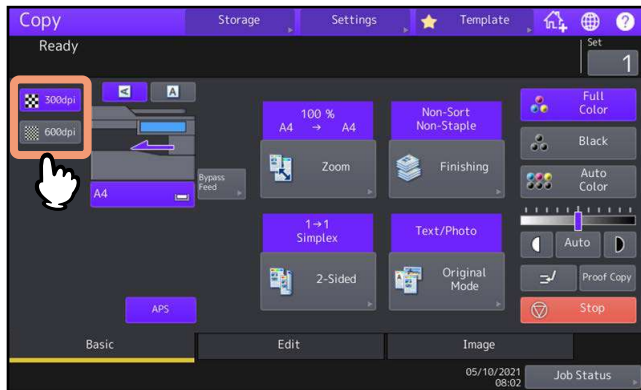 Copy
Storage
Settings
Template
?
Ready
Set
1
300dpi
600dpi
A
A
A4
Bypass
Feed
100 %
A4 → A4
Zoom
Non-Sort
Non-Staple
Finishing
1→1
Simplex
2-Sided
Text/Photo
Original
Mode
Full
Color
Black
Auto
Color
Auto
Proof Copy
Stop
APS
Basic
Edit
Image
05/10/2021
08:02
Job Status